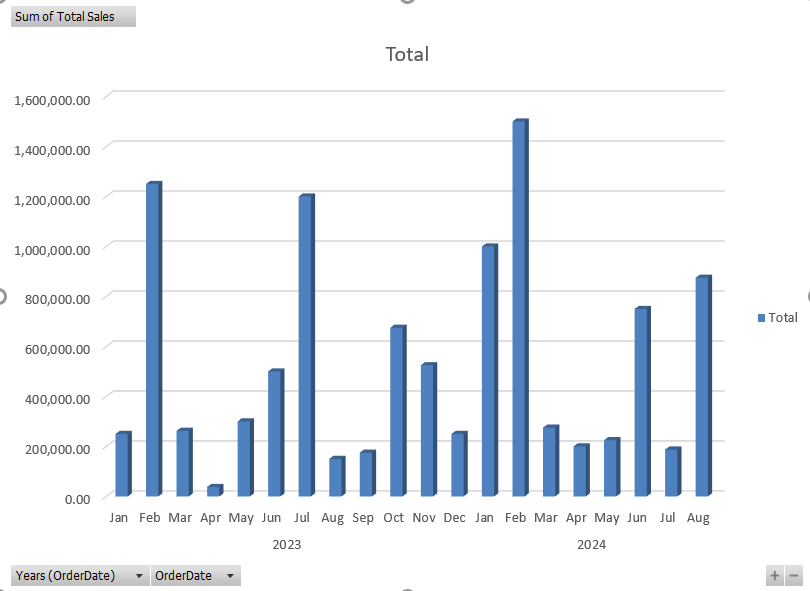 Sum of Total Sales
Total
1,600,000.00
1,400,000.00
1,200,000.00
1,000,000.00
800,000.00
600,000.00
400,000.00
200,000.00
0.00
Total
Jan Feb Mar Apr May Jun Jul Aug Sep Oct Nov Dec Jan Feb Mar Apr May Jun Jul Aug
2023 2024
Years (OrderDate) OrderDate + −